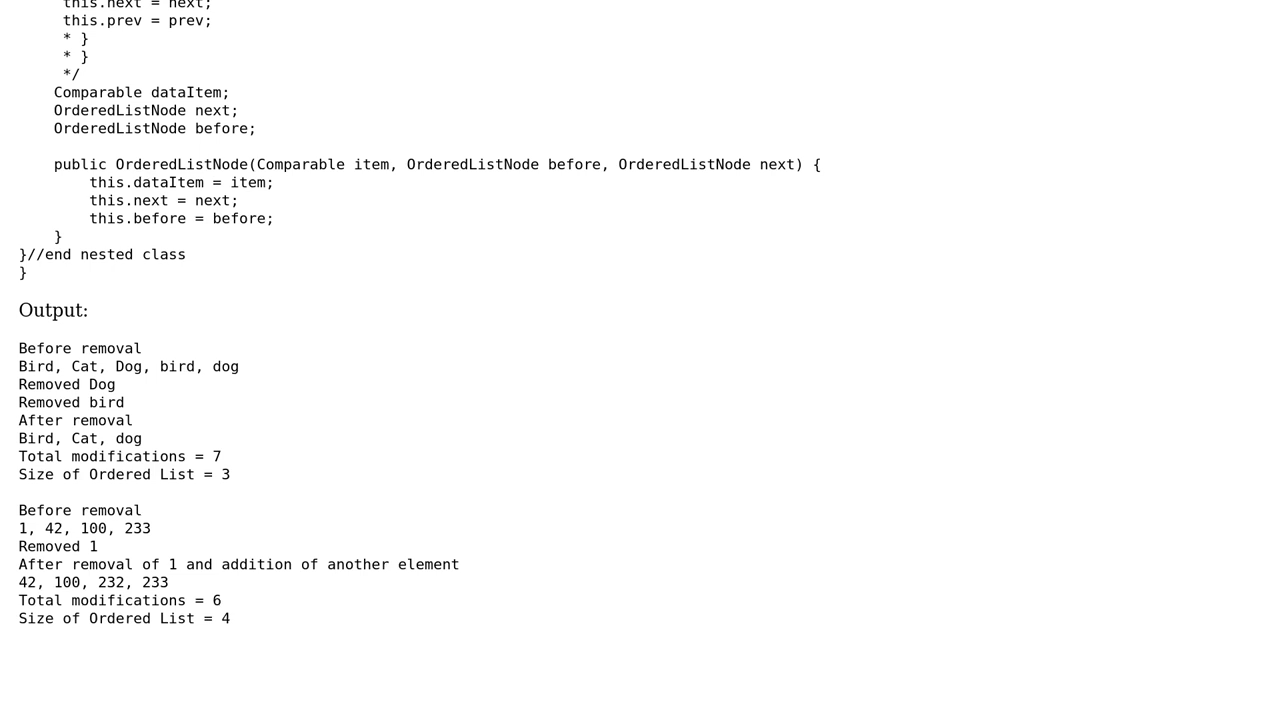 this.next = next;
this.prev = prev;
* }
* }
*/
Comparable dataItem;
OrderedListNode next;
OrderedListNode before;
public OrderedListNode(Comparable item, OrderedListNode before, OrderedListNode next) {
this.dataItem = item;
this.next = next;
this.before = before;
}
}//end nested class
}
Output:
Before removal
Bird, Cat, Dog, bird, dog
Removed Dog
Removed bird
After removal
Bird, Cat, dog
Total modifications = 7
Size of Ordered List = 3
Before removal
1, 42, 100, 233
Removed 1
After removal of 1 and addition of another element
42, 100, 232, 233
Total modifications = 6
Size of Ordered List = 4